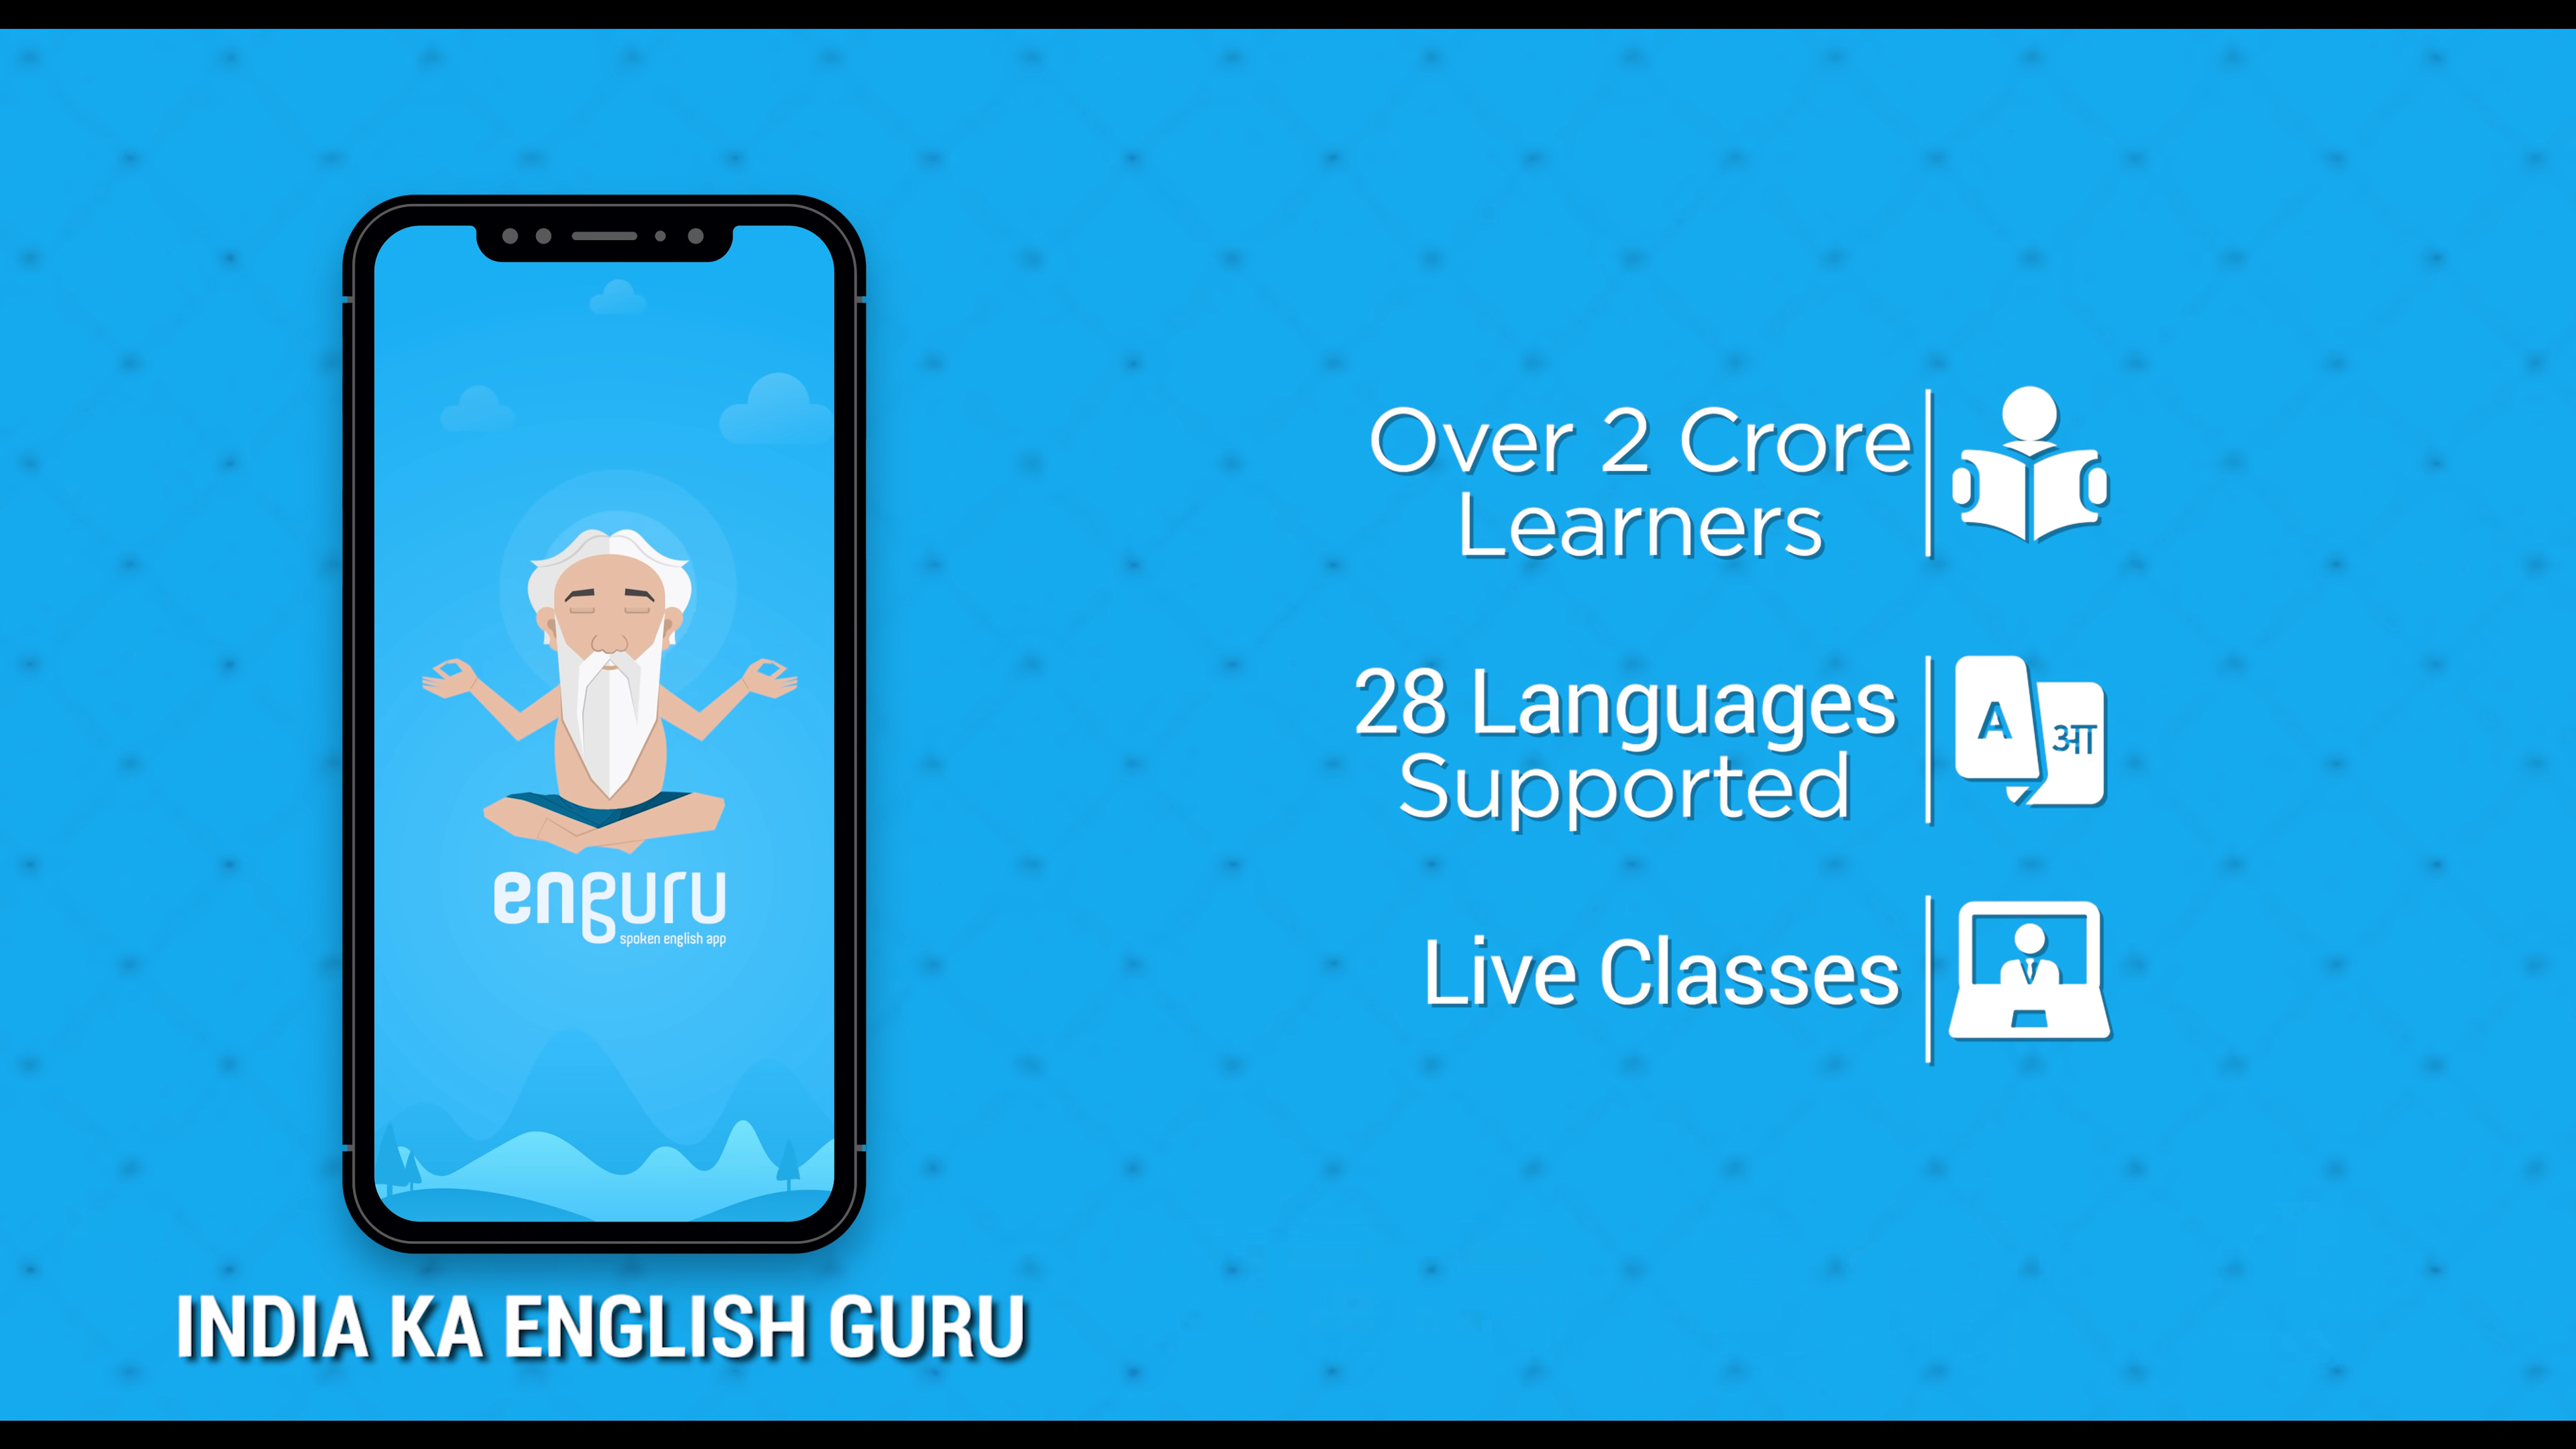 enguru
spoken english app
INDIA KA ENGLISH GURU
Over 2 Crore
Learners
28 Languages
Supported
A
आ
Live Classes